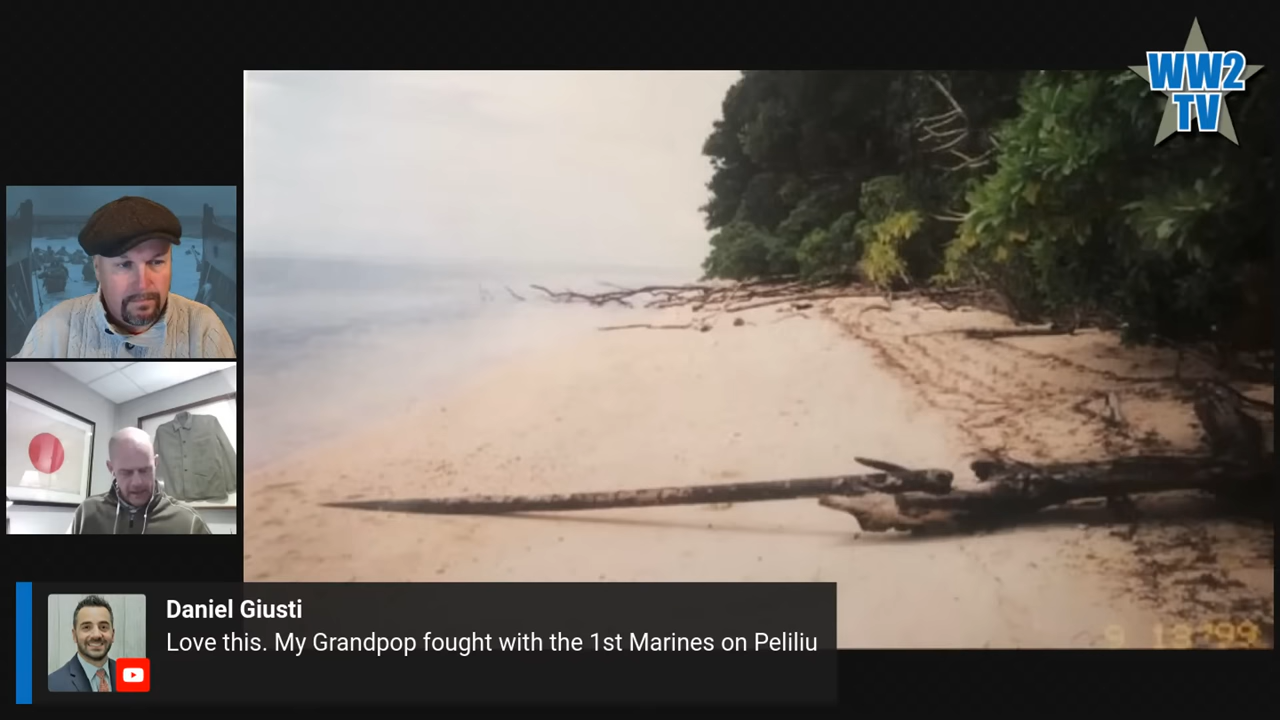 WW2
TV
Daniel Giusti
Love this. My Grandpop fought with the 1st Marines on Peliliu
9 13 '99